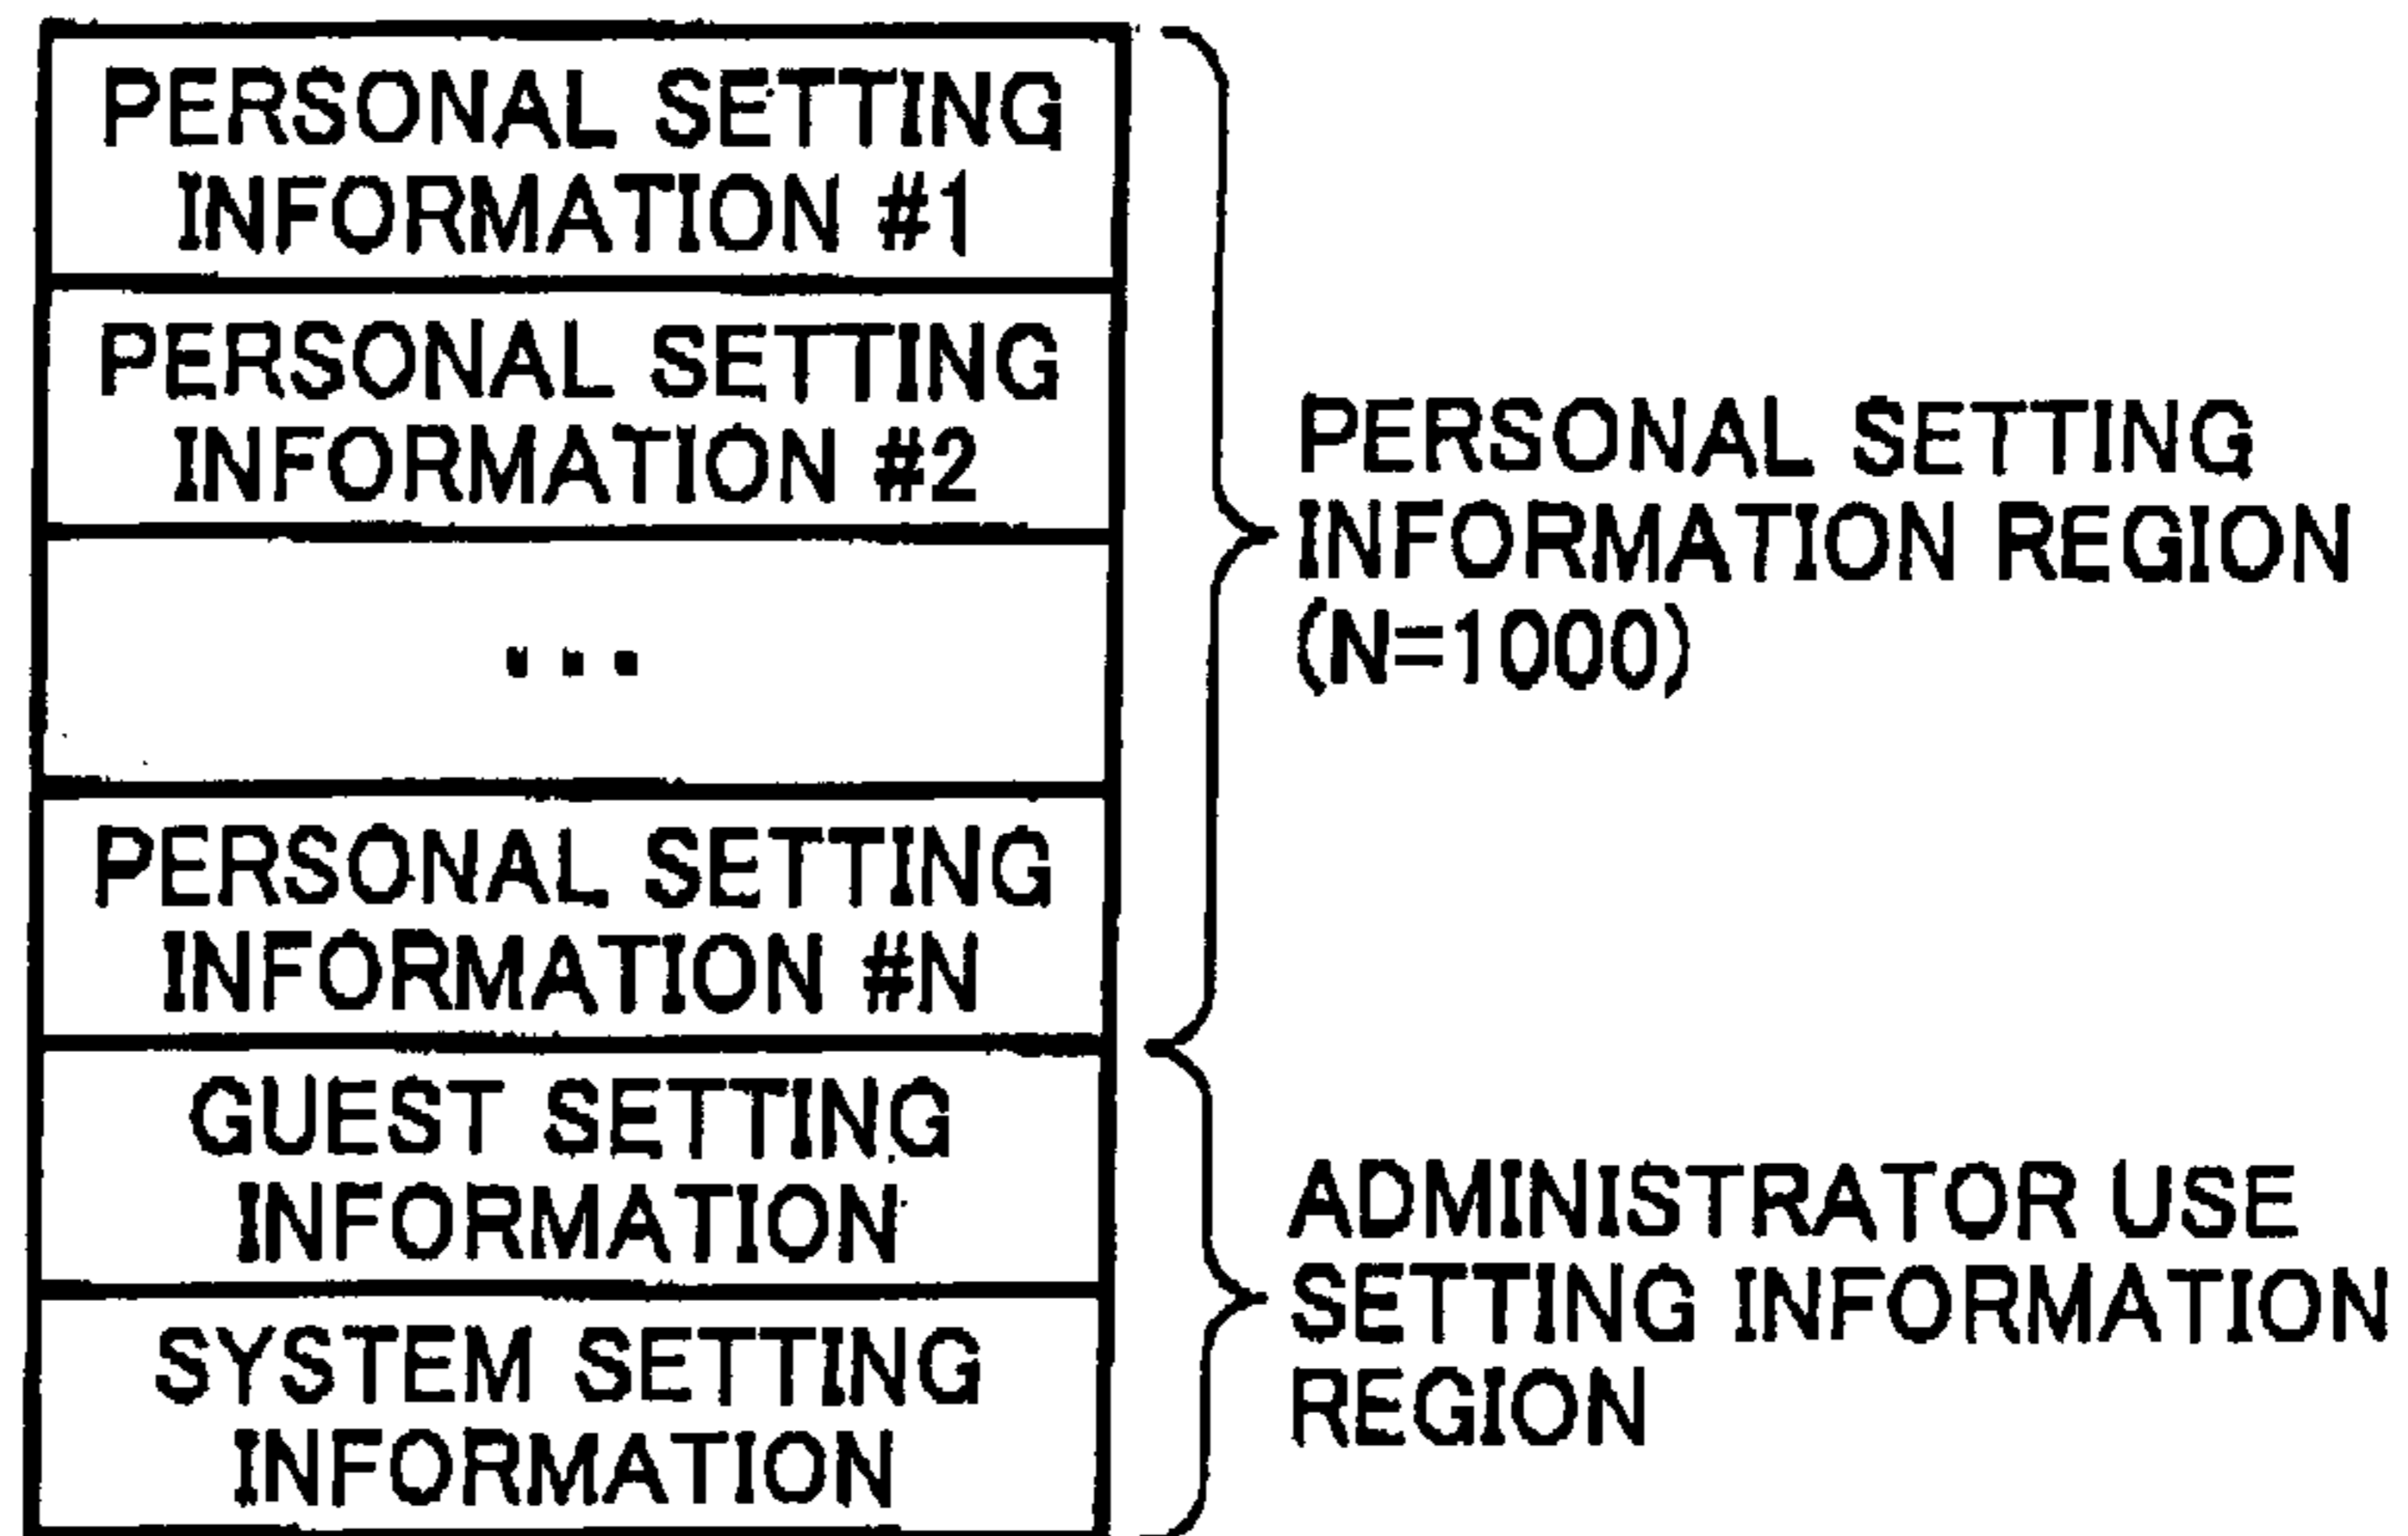 PERSONAL SETTING
INFORMATION #1
PERSONAL SETTING
INFORMATION #2
...
PERSONAL SETTING
INFORMATION #N
GUEST SETTING
INFORMATION
SYSTEM SETTING
INFORMATION
PERSONAL SETTING
INFORMATION REGION
(N=1000)
ADMINISTRATOR USE
SETTING INFORMATION
REGION